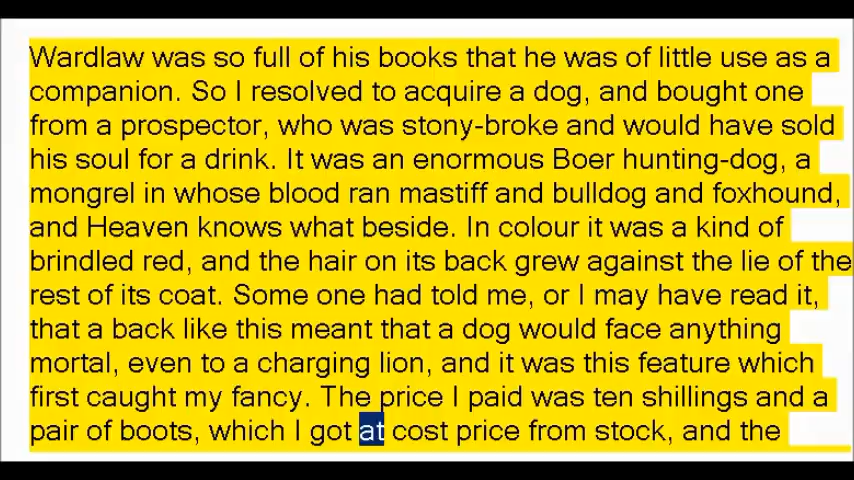 Wardlaw was so full of his books that he was of little use as a
companion. So I resolved to acquire a dog, and bought one
from a prospector, who was stony-broke and would have sold
his soul for a drink. It was an enormous Boer hunting-dog, a
mongrel in whose blood ran mastiff and bulldog and foxhound,
and Heaven knows what beside. In colour it was a kind of
brindled red, and the hair on its back grew against the lie of the
rest of its coat. Some one had told me, or I may have read it,
that a back like this meant that a dog would face anything
mortal, even to a charging lion, and it was this feature which
first caught my fancy. The price I paid was ten shillings and a
pair of boots, which I got at cost price from stock, and the